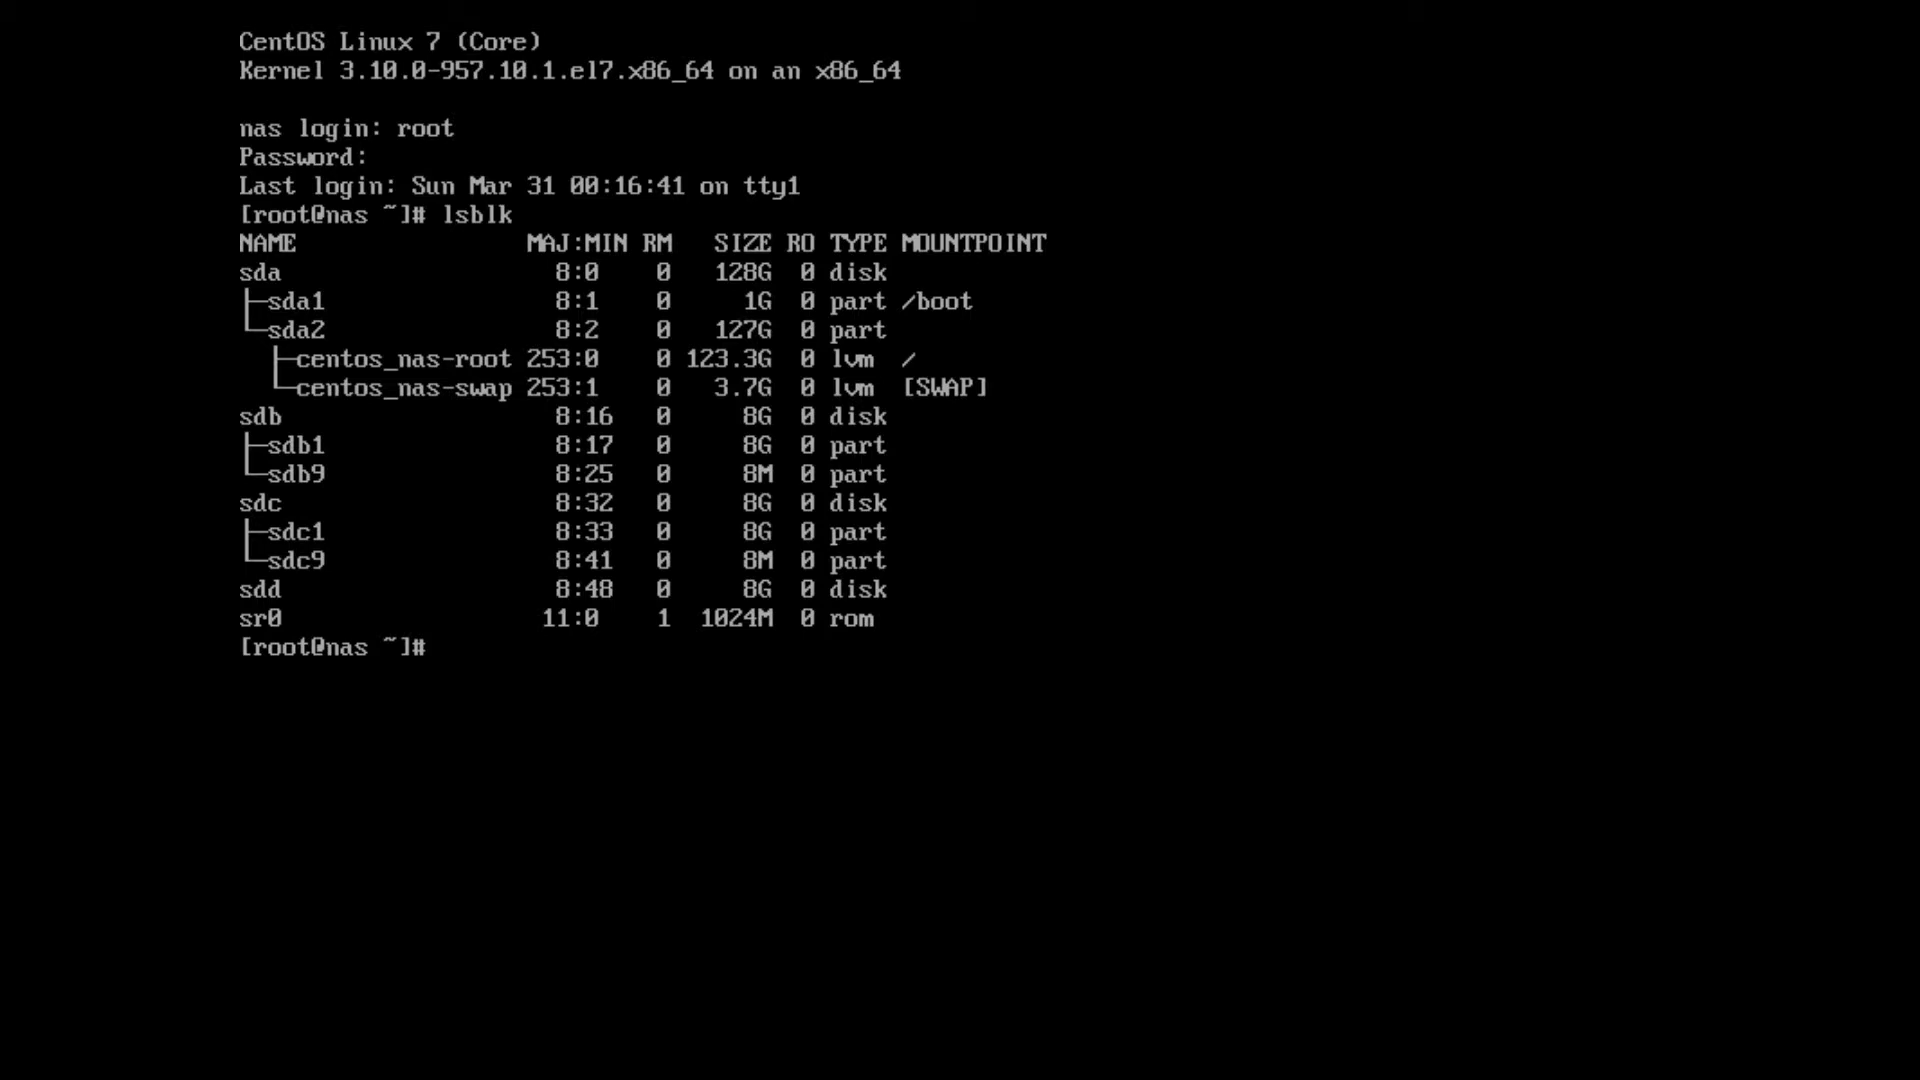 CentOS Linux 7 (Core)
Kernel 3.10.0-957.10.1.el7.x86_64 on an x86_64
nas login: root
Password:
Last login: Sun Mar 31 00:16:41 on tty1
[root@nas ~]# lsblk
NAME                MAJ:MIN RM   SIZE RO TYPE MOUNTPOINT
sda                   8:0    0   128G  0 disk
├─sda1                8:1    0     1G  0 part /boot
└─sda2                8:2    0   127G  0 part
  ├─centos_nas-root 253:0    0 123.3G  0 lvm  /
  └─centos_nas-swap 253:1    0   3.7G  0 lvm  [SWAP]
sdb                   8:16   0     8G  0 disk
├─sdb1                8:17   0     8G  0 part
└─sdb9                8:25   0     8M  0 part
sdc                   8:32   0     8G  0 disk
├─sdc1                8:33   0     8G  0 part
└─sdc9                8:41   0     8M  0 part
sdd                   8:48   0     8G  0 disk
sr0                  11:0    1  1024M  0 rom
[root@nas ~]#